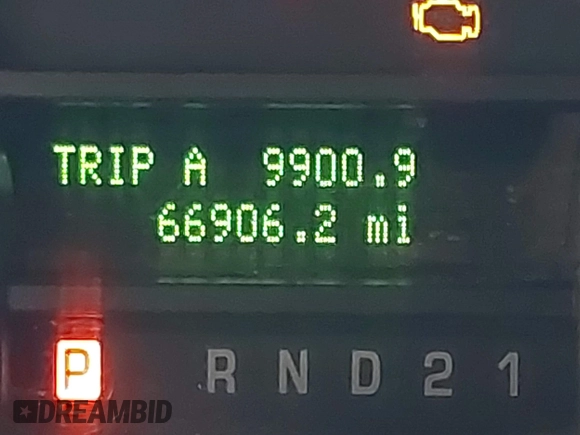 TRIP A 9900.9
66906.2 mi
P R N D 2 1
DREAMBID